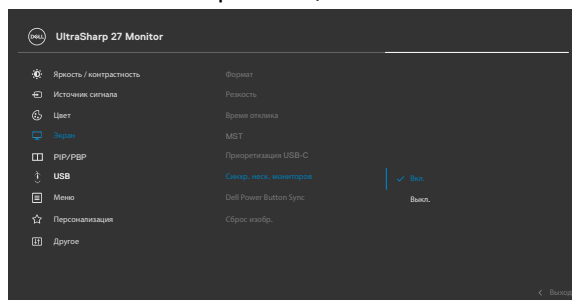 DELL UltraSharp 27 Monitor
Яркость / контрастность Формат
Источник сигнала Резкость
Цвет Время отклика
Экран MST
PIP/PBP Приоретизация USB-C
USB Синхр. неск. мониторов Вкл.
Меню Dell Power Button Sync Выкл.
Персонализация Сброс изобр.
Другое
Выход